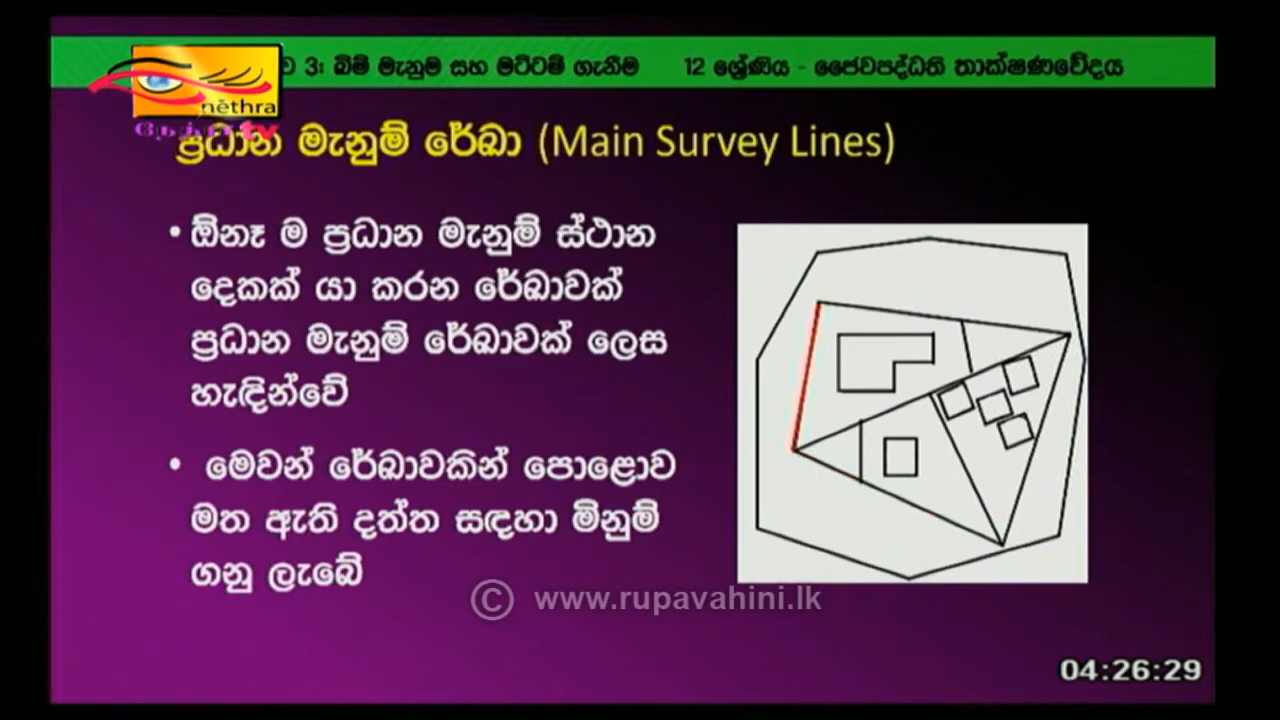 3: බිම් මැනුම සහ මට්ටම් ගැනීම 12 ශ්‍රේණිය - ජෛවපද්ධති තාක්ෂණවේදය
nethra
tv
ප්‍රධාන මැනුම් රේඛා (Main Survey Lines)
• ඕනෑ ම ප්‍රධාන මැනුම් ස්ථාන
දෙකක් යා කරන රේඛාවක්
ප්‍රධාන මැනුම් රේඛාවක් ලෙස
හැඳින්වේ
• මෙවන් රේඛාවකින් පොළොව
මත ඇති දත්ත සඳහා මිනුම්
ගනු ලැබේ
© www.rupavahini.lk
04:26:29